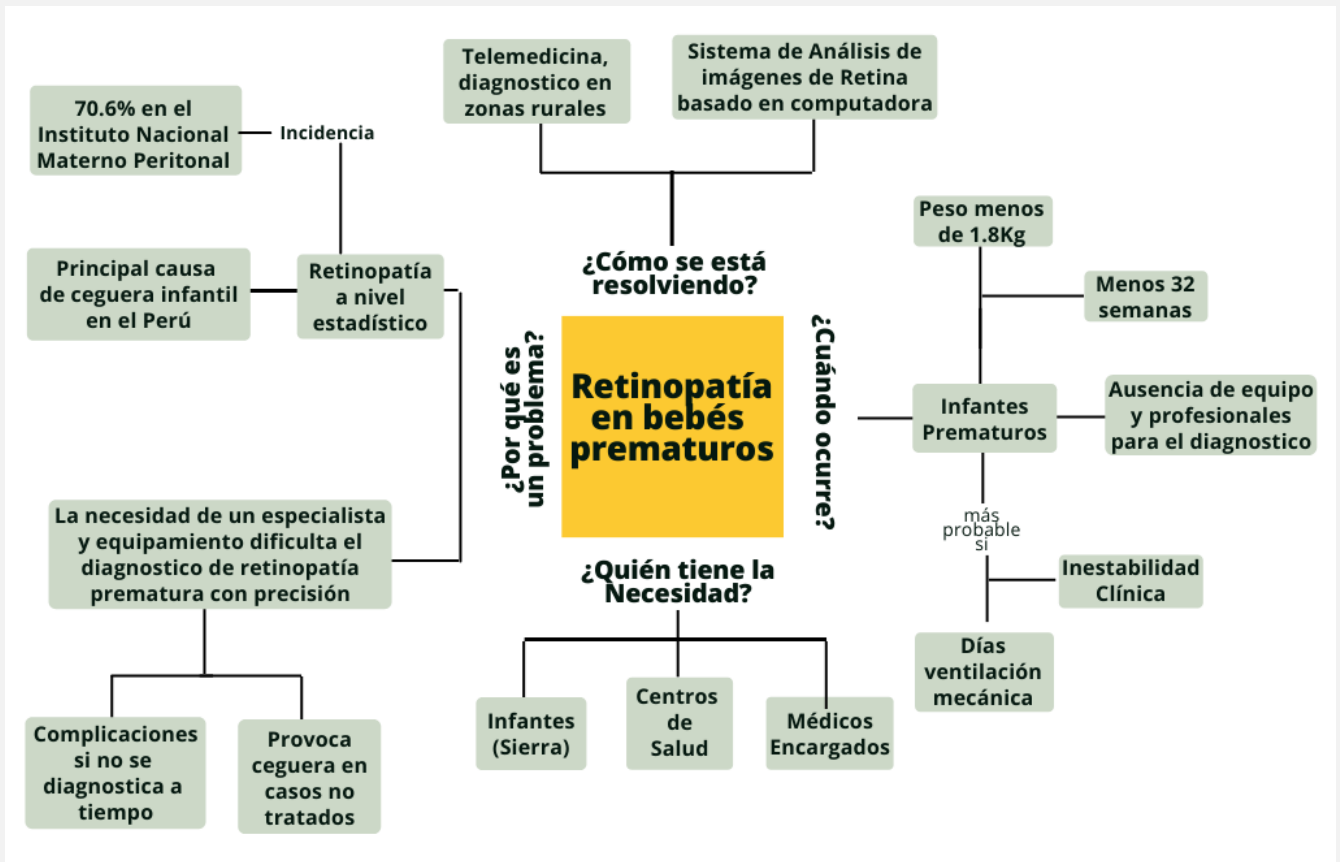 Telemedicina,
diagnostico en
zonas rurales
Sistema de Análisis de
imágenes de Retina
basado en computadora
70.6% en el
Instituto Nacional
Materno Peritonal
Incidencia
Principal causa
de ceguera infantil
en el Perú
Retinopatía
a nivel
estadístico
¿Cómo se está
resolviendo?
¿Por qué es
un problema?
Retinopatía
en bebés
prematuros
¿Cuándo ocurre?
Peso menos
de 1.8Kg
Menos 32
semanas
Infantes
Prematuros
Ausencia de equipo
y profesionales
para el diagnostico
más
probable
si
Inestabilidad
Clínica
Días
ventilación
mecánica
La necesidad de un especialista
y equipamiento dificulta el
diagnostico de retinopatía
prematura con precisión
Complicaciones
si no se
diagnostica a
tiempo
Provoca
ceguera en
casos no
tratados
¿Quién tiene la
Necesidad?
Infantes
(Sierra)
Centros
de
Salud
Médicos
Encargados